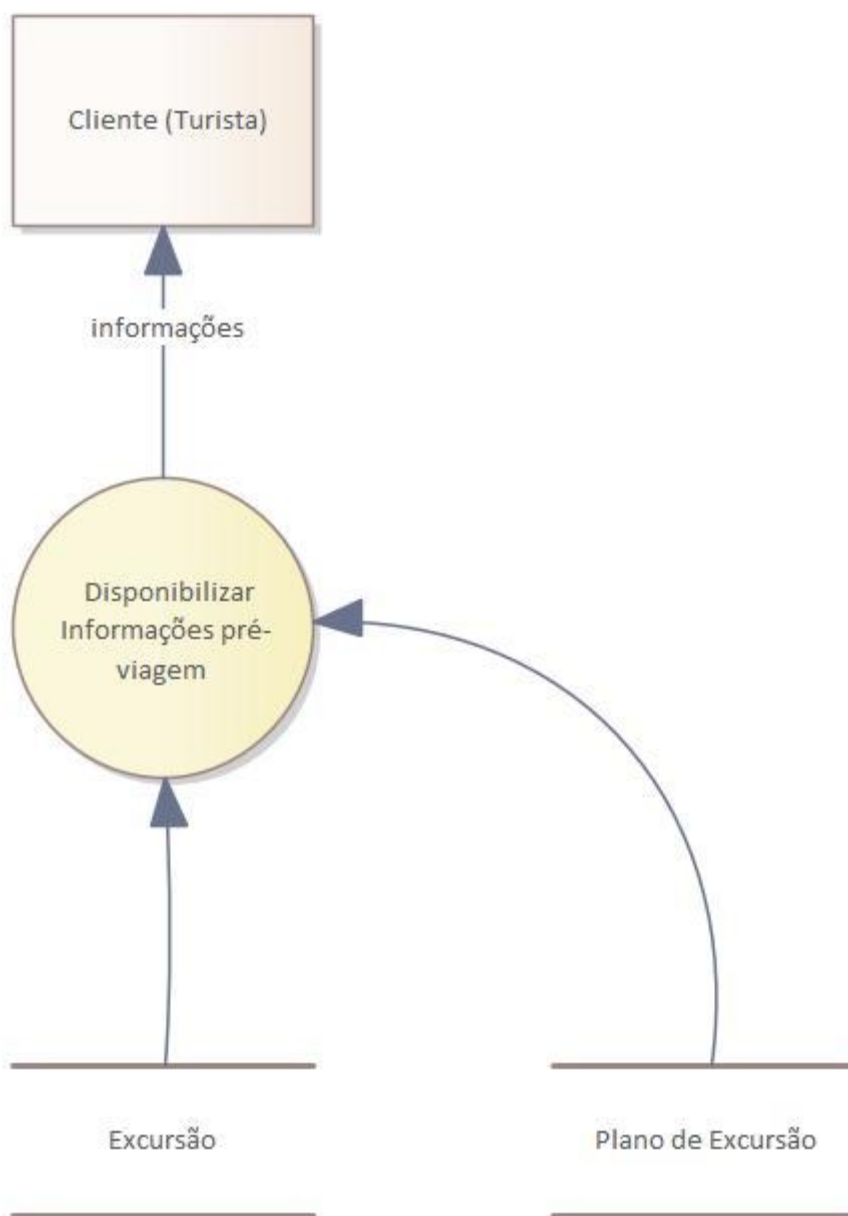 Cliente (Turista)
informações
Disponibilizar
Informações pré-
viagem
Excursão
Plano de Excursão